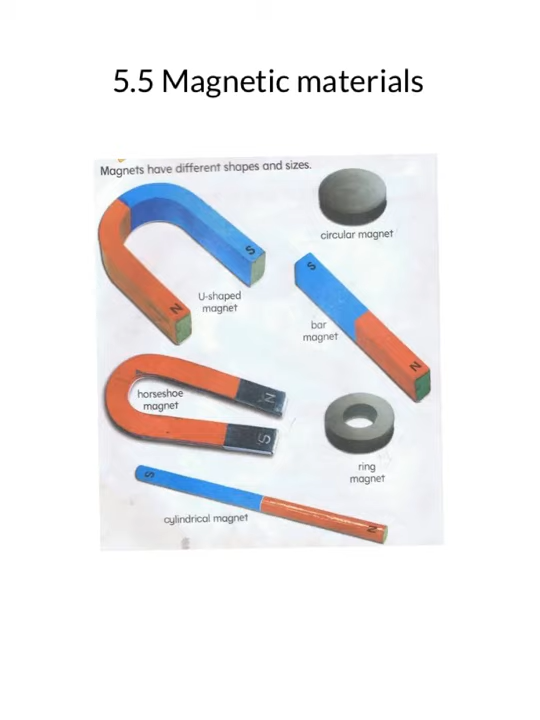 5.5 Magnetic materials
Magnets have different shapes and sizes.
circular magnet
S
N
U-shaped
magnet
S
bar
magnet
N
horseshoe
magnet
N
S
ring
magnet
S
cylindrical magnet
N